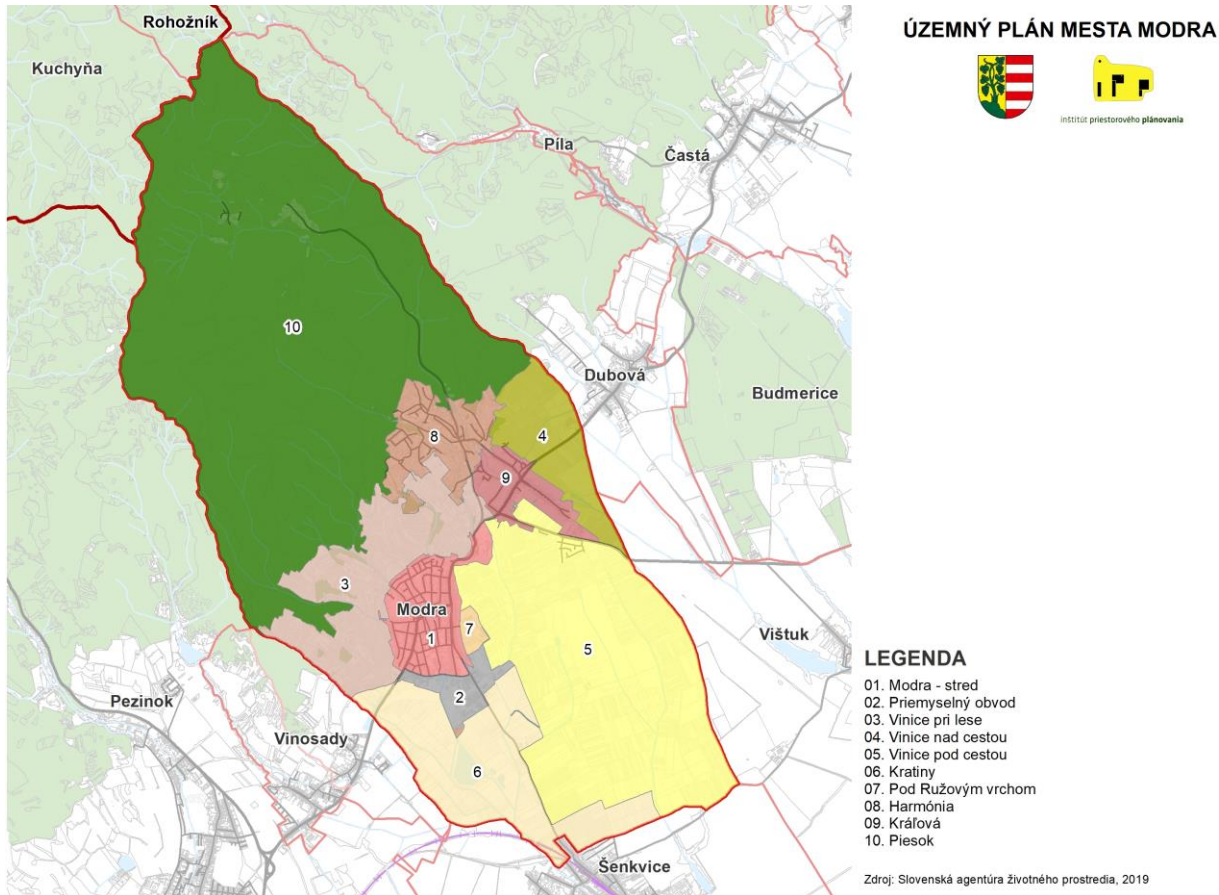 ÚZEMNÝ PLÁN MESTA MODRA
inštitút priestorového plánovania
Rohožník
Kuchyňa
Píla
Častá
10
Dubová
Budmerice
8
4
9
3
Modra
1
7
5
Vištuk
2
Pezinok
Vinosady
6
Šenkvice
LEGENDA
01. Modra - stred
02. Priemyselný obvod
03. Vinice pri lese
04. Vinice nad cestou
05. Vinice pod cestou
06. Kratiny
07. Pod Ružovým vrchom
08. Harmónia
09. Kráľová
10. Piesok
Zdroj: Slovenská agentúra životného prostredia, 2019